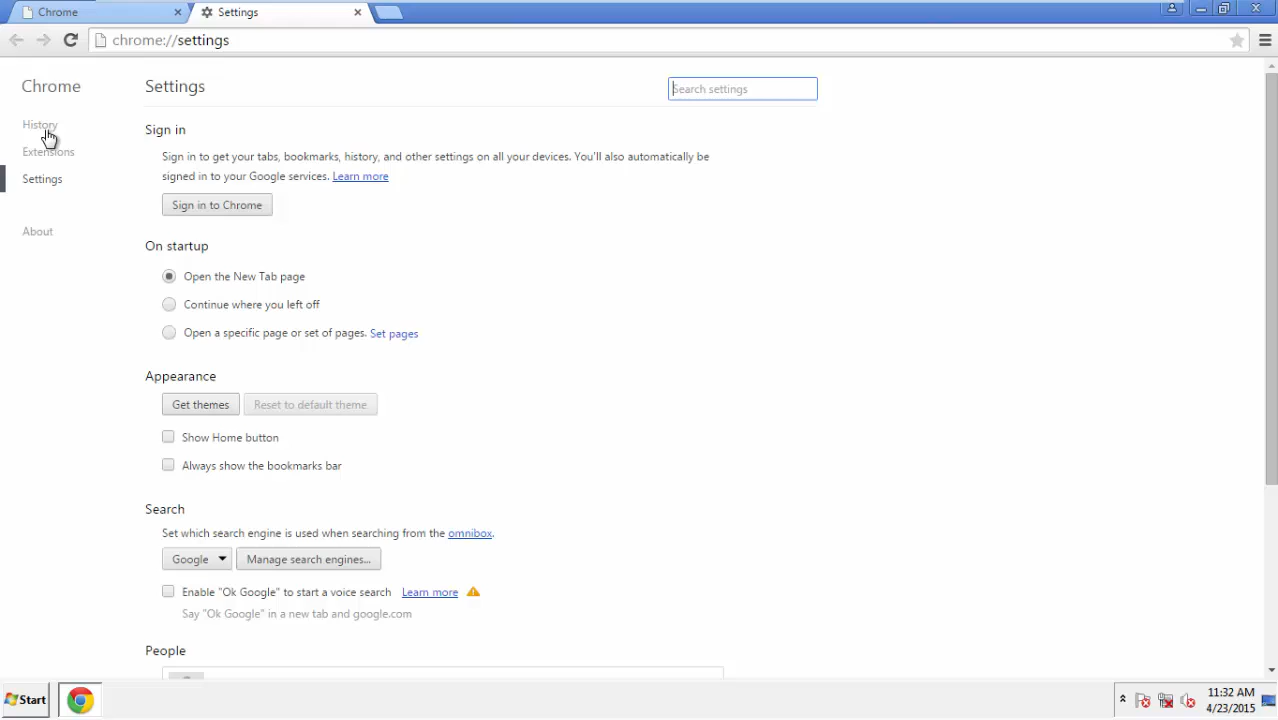 Chrome
Settings
chrome://settings
Chrome
Settings
Search settings
History
Extensions
Settings
About
Sign in
Sign in to get your tabs, bookmarks, history, and other settings on all your devices. You'll also automatically be
signed in to your Google services. Learn more
Sign in to Chrome
On startup
Open the New Tab page
Continue where you left off
Open a specific page or set of pages. Set pages
Appearance
Get themes
Reset to default theme
Show Home button
Always show the bookmarks bar
Search
Set which search engine is used when searching from the omnibox.
Google
Manage search engines...
Enable "Ok Google" to start a voice search Learn more
Say "Ok Google" in a new tab and google.com
People
Start
11:32 AM
4/23/2015